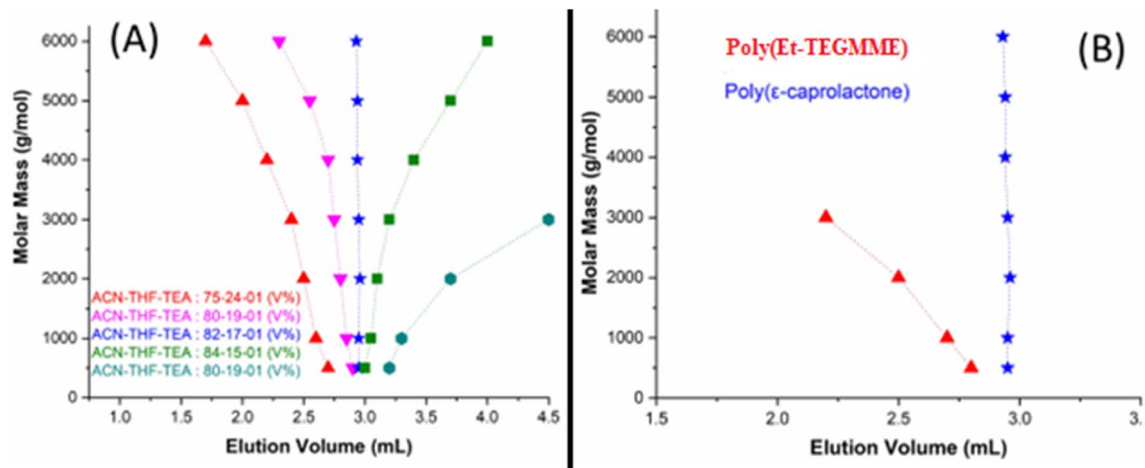 (A)
Molar Mass (g/mol)
6000
5000
4000
3000
2000
1000
0
ACN-THF-TEA : 75-24-01 (V%)
ACN-THF-TEA : 80-19-01 (V%)
ACN-THF-TEA : 82-17-01 (V%)
ACN-THF-TEA : 84-15-01 (V%)
ACN-THF-TEA : 80-19-01 (V%)
1.0 1.5 2.0 2.5 3.0 3.5 4.0 4.5
Elution Volume (mL)
(B)
Poly(Et-TEGMME)
Poly(ε-caprolactone)
Molar Mass (g/mol)
6000
5000
4000
3000
2000
1000
0
1.5 2.0 2.5 3.0 3.
Elution Volume (mL)